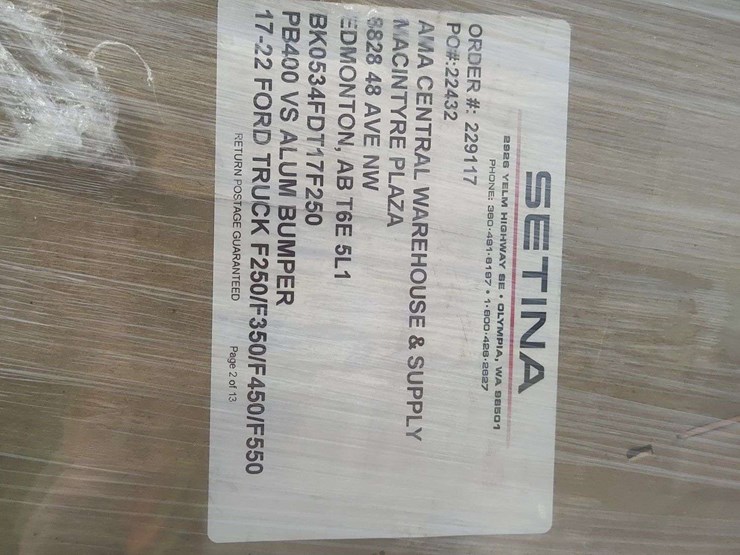 SETINA
2926 YELM HIGHWAY SE • OLYMPIA, WA 98501
PHONE: 360-491-6197 • 1-800-426-2627
ORDER #: 229117
PO#:22432
AMA CENTRAL WAREHOUSE & SUPPLY
MACINTYRE PLAZA
8828 48 AVE NW
EDMONTON, AB T6E 5L1
BK0534FDT17F250
PB400 VS ALUM BUMPER
17-22 FORD TRUCK F250/F350/F450/F550
RETURN POSTAGE GUARANTEED Page 2 of 13